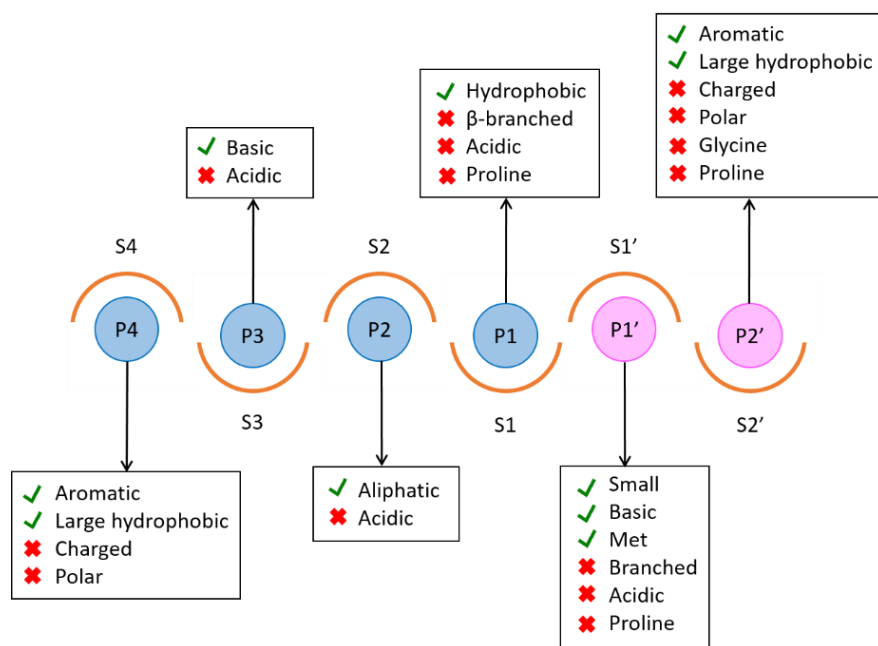 Aromatic
Large hydrophobic
Charged
Polar
Glycine
Proline
Hydrophobic
β-branched
Acidic
Proline
Basic
Acidic
S4
S2
S1’
P4
P3
P2
P1
P1’
P2’
S3
S1
S2’
Aromatic
Large hydrophobic
Charged
Polar
Aliphatic
Acidic
Small
Basic
Met
Branched
Acidic
Proline